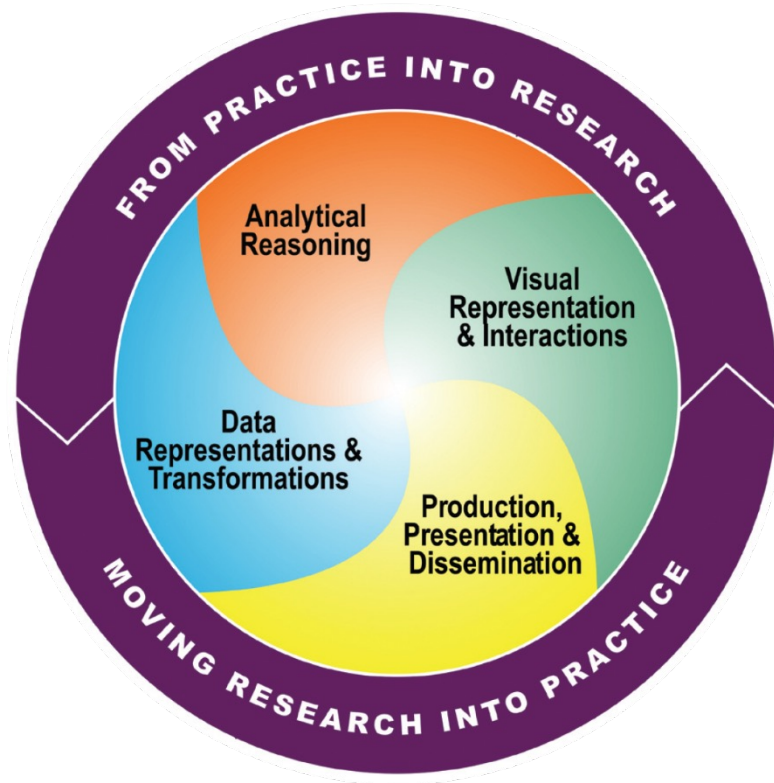 FROM PRACTICE INTO RESEARCH
Analytical
Reasoning
Visual
Representation
& Interactions
Data
Representations &
Transformations
Production,
Presentation &
Dissemination
MOVING RESEARCH INTO PRACTICE